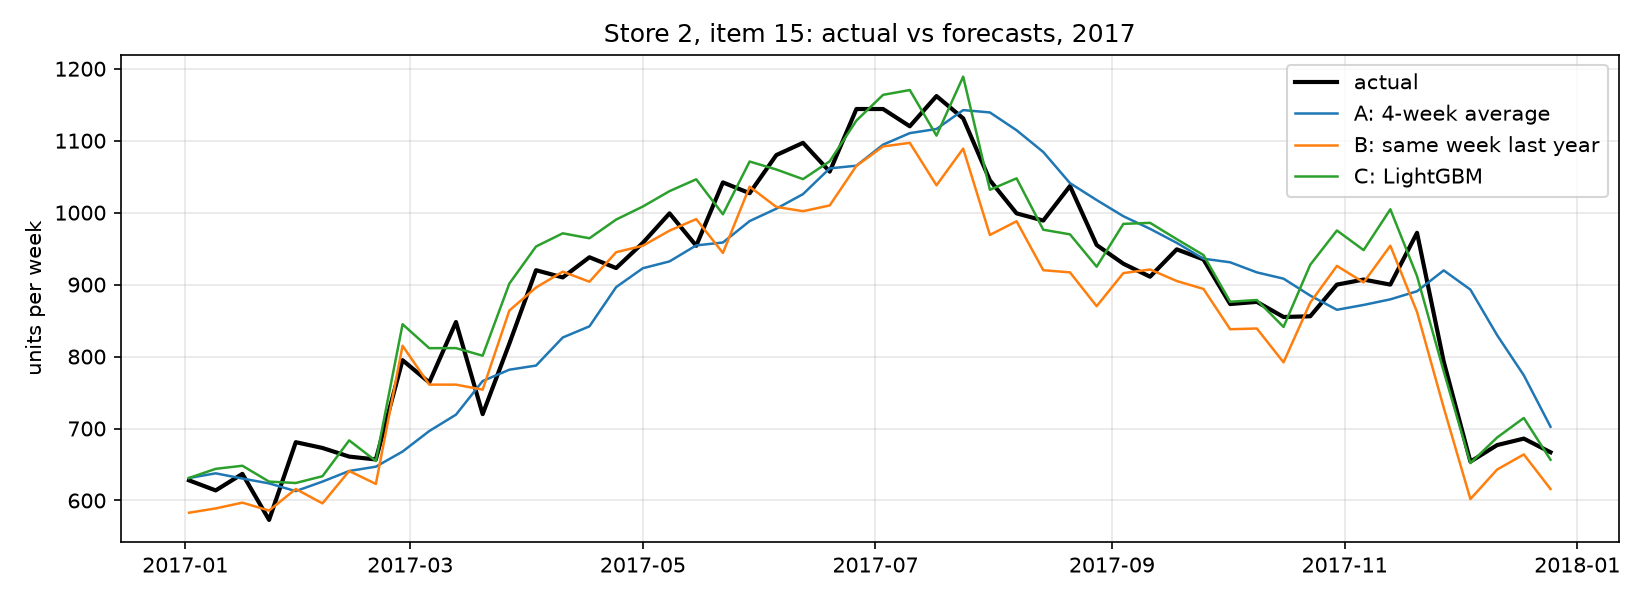 Store 2, item 15: actual vs forecasts, 2017
units per week
1200
1100
1000
900
800
700
600
actual
A: 4-week average
B: same week last year
C: LightGBM
2017-01
2017-03
2017-05
2017-07
2017-09
2017-11
2018-01